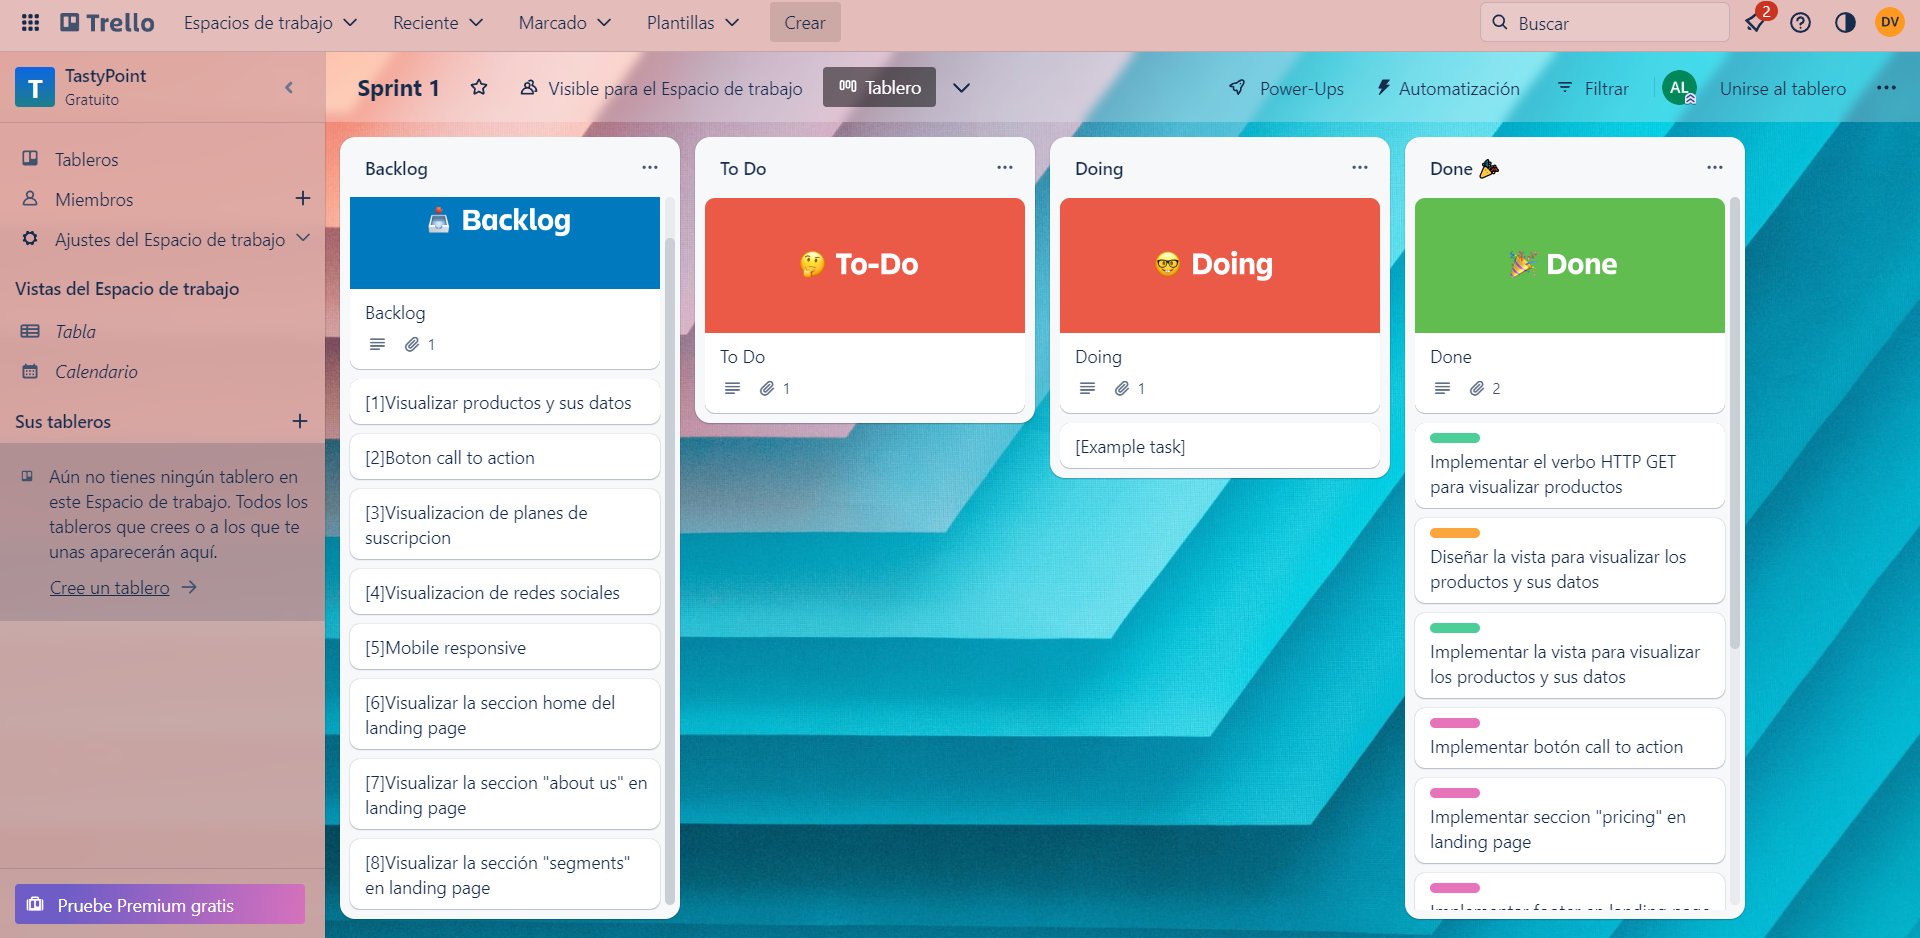 Trello
Espacios de trabajo
Reciente
Marcado
Plantillas
Crear
Buscar
2
DV
T
TastyPoint
Gratuito
Sprint 1
Visible para el Espacio de trabajo
Tablero
Power-Ups
Automatización
Filtrar
AL
Unirse al tablero
Tableros
Miembros
Ajustes del Espacio de trabajo
Vistas del Espacio de trabajo
Tabla
Calendario
Sus tableros
Aún no tienes ningún tablero en
este Espacio de trabajo. Todos los
tableros que crees o a los que te
unas aparecerán aquí.
Cree un tablero
Pruebe Premium gratis
Backlog
Backlog
Backlog
1
[1]Visualizar productos y sus datos
[2]Boton call to action
[3]Visualizacion de planes de
suscripcion
[4]Visualizacion de redes sociales
[5]Mobile responsive
[6]Visualizar la seccion home del
landing page
[7]Visualizar la seccion "about us" en
landing page
[8]Visualizar la sección "segments"
en landing page
To Do
To-Do
To Do
1
Doing
Doing
Doing
1
[Example task]
Done
Done
Done
2
Implementar el verbo HTTP GET
para visualizar productos
Diseñar la vista para visualizar los
productos y sus datos
Implementar la vista para visualizar
los productos y sus datos
Implementar botón call to action
Implementar seccion "pricing" en
landing page
Implementar footer en landing page